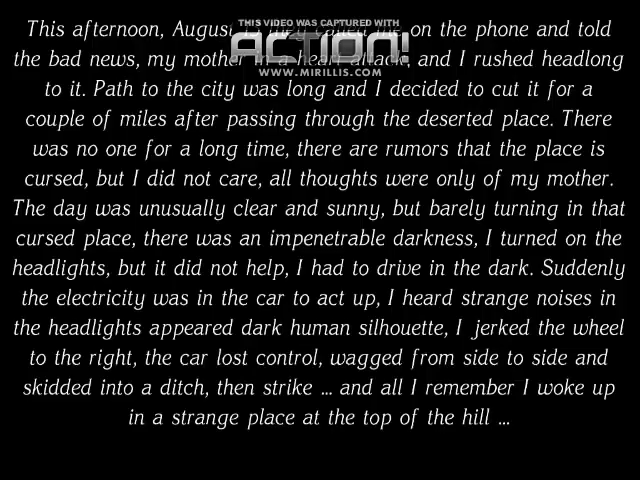 THIS VIDEO WAS CAPTURED WITH
ACTION!
WWW.MIRILLIS.COM
This afternoon, August they called me on the phone and told
the bad news, my mother in a heart attack, and I rushed headlong
to it. Path to the city was long and I decided to cut it for a
couple of miles after passing through the deserted place. There
was no one for a long time, there are rumors that the place is
cursed, but I did not care, all thoughts were only of my mother.
The day was unusually clear and sunny, but barely turning in that
cursed place, there was an impenetrable darkness, I turned on the
headlights, but it did not help, I had to drive in the dark. Suddenly
the electricity was in the car to act up, I heard strange noises in
the headlights appeared dark human silhouette, I jerked the wheel
to the right, the car lost control, wagged from side to side and
skidded into a ditch, then strike ... and all I remember I woke up
in a strange place at the top of the hill ...